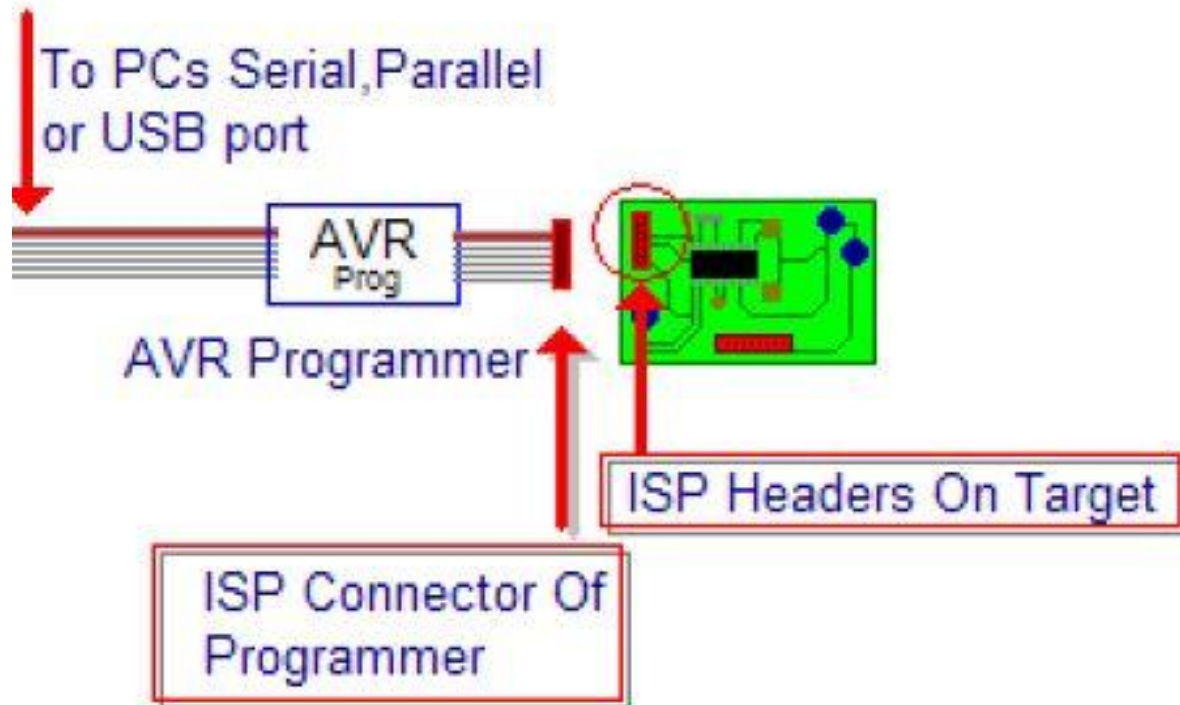 To PCs Serial,Parallel
or USB port
AVR
Prog
AVR Programmer
ISP Headers On Target
ISP Connector Of
Programmer